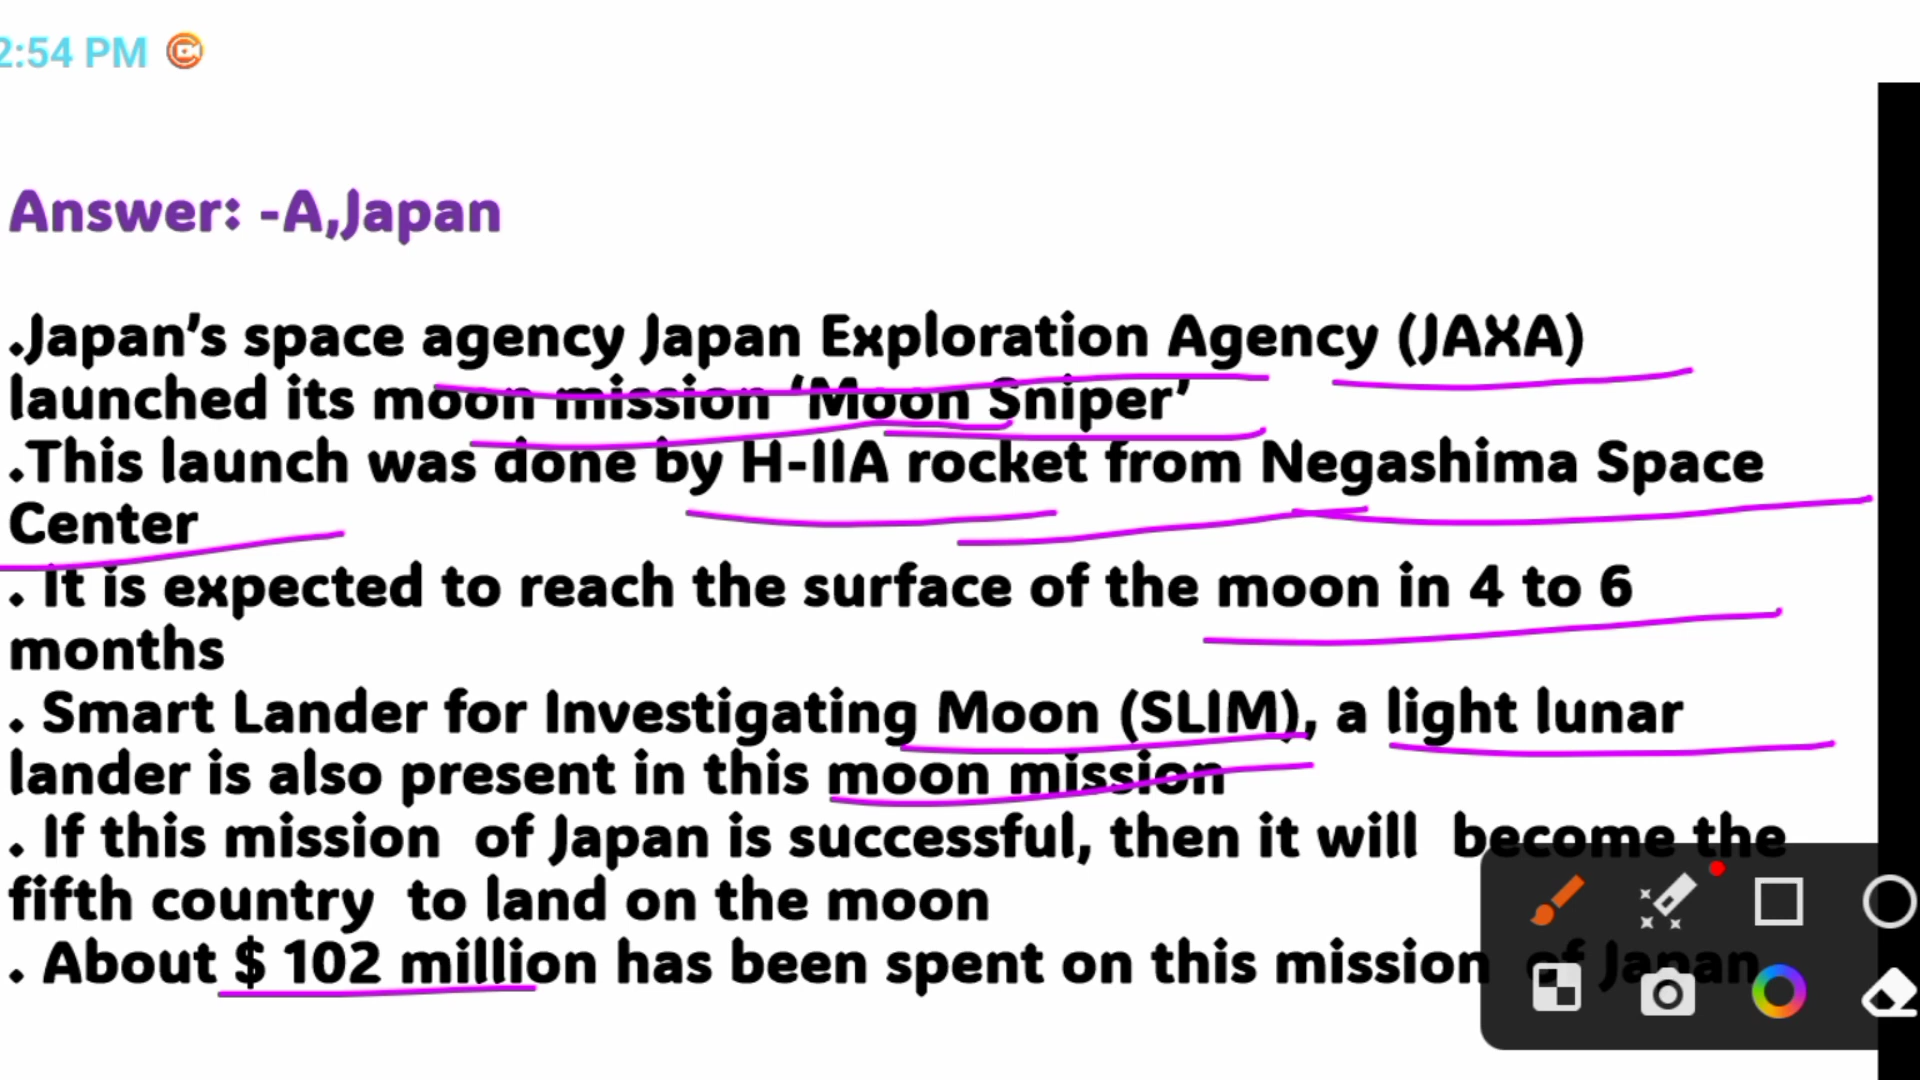 2:54 PM
Answer: -A,Japan
.Japan’s space agency Japan Exploration Agency (JAXA)
launched its moon mission ‘Moon Sniper’
.This launch was done by H-IIA rocket from Negashima Space
Center
. It is expected to reach the surface of the moon in 4 to 6
months
. Smart Lander for Investigating Moon (SLIM), a light lunar
lander is also present in this moon mission
. If this mission of Japan is successful, then it will become the
fifth country to land on the moon
. About $ 102 million has been spent on this mission of Japan